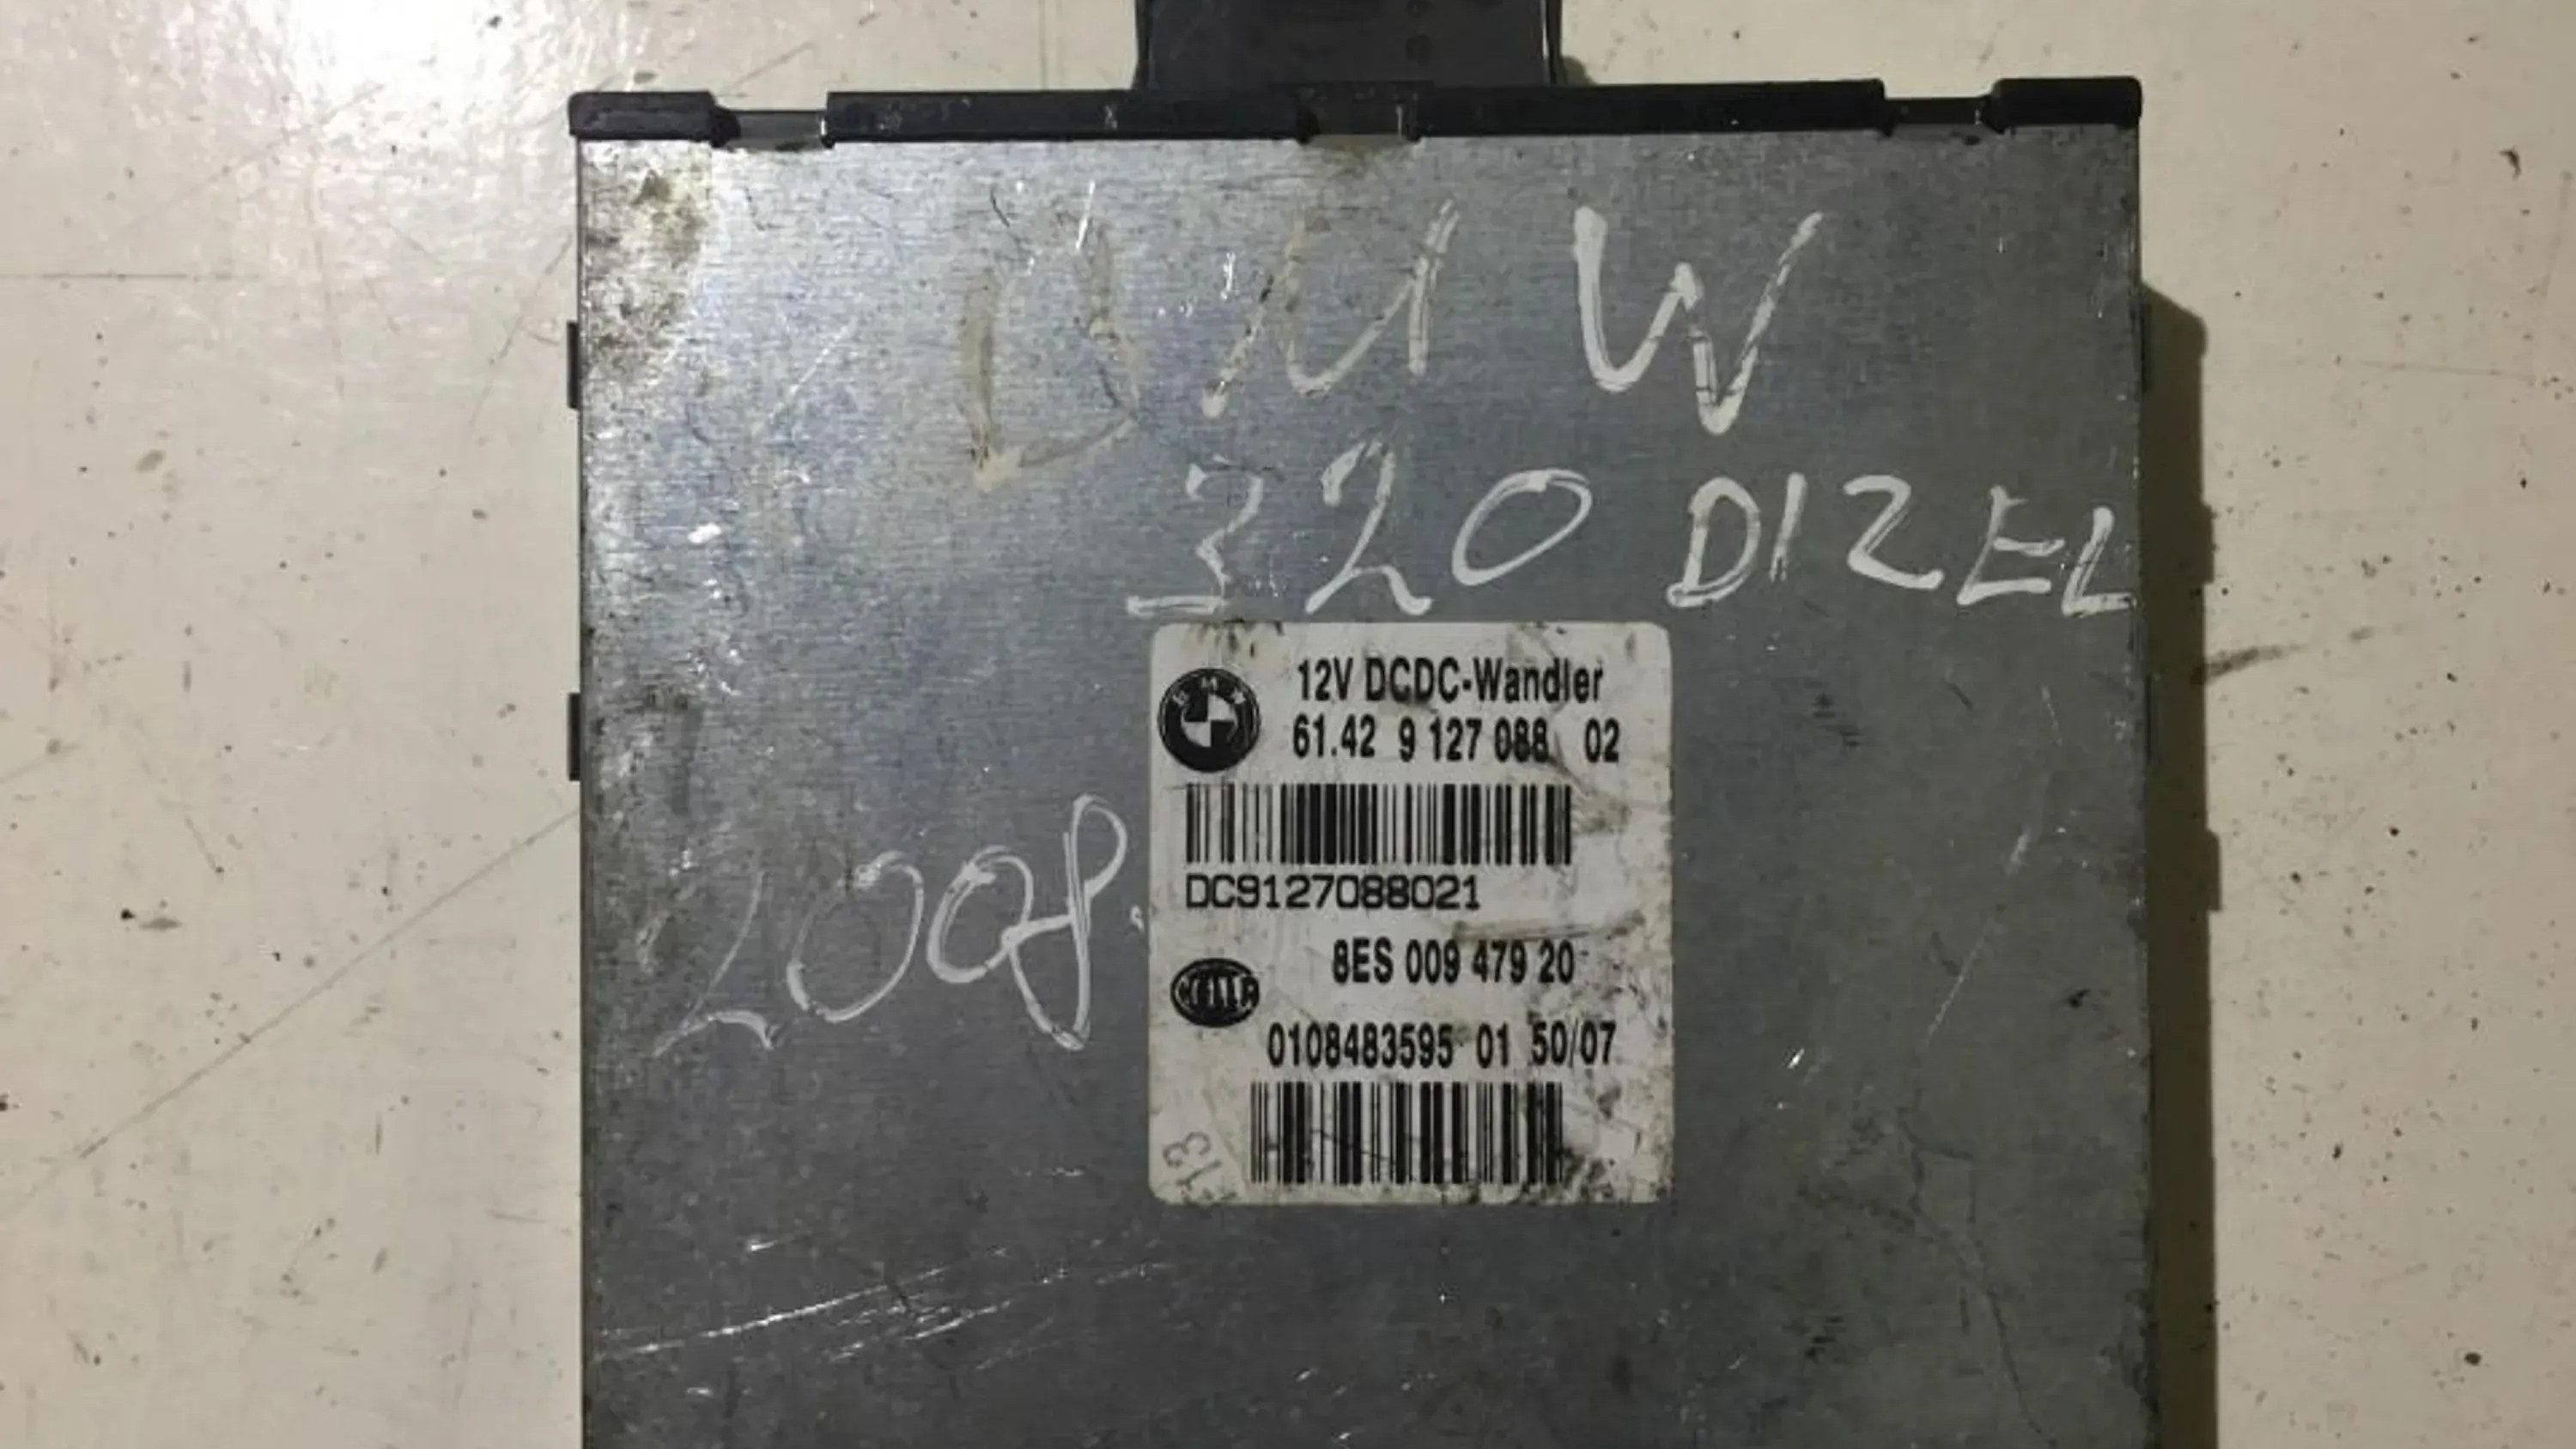 BMW
320 DIZEL
12V DCDC-Wandler
61.42 9 127 088 02
DC9127088021
2008.
8ES 009 479 20
HELLA
0108483595 01 50/07